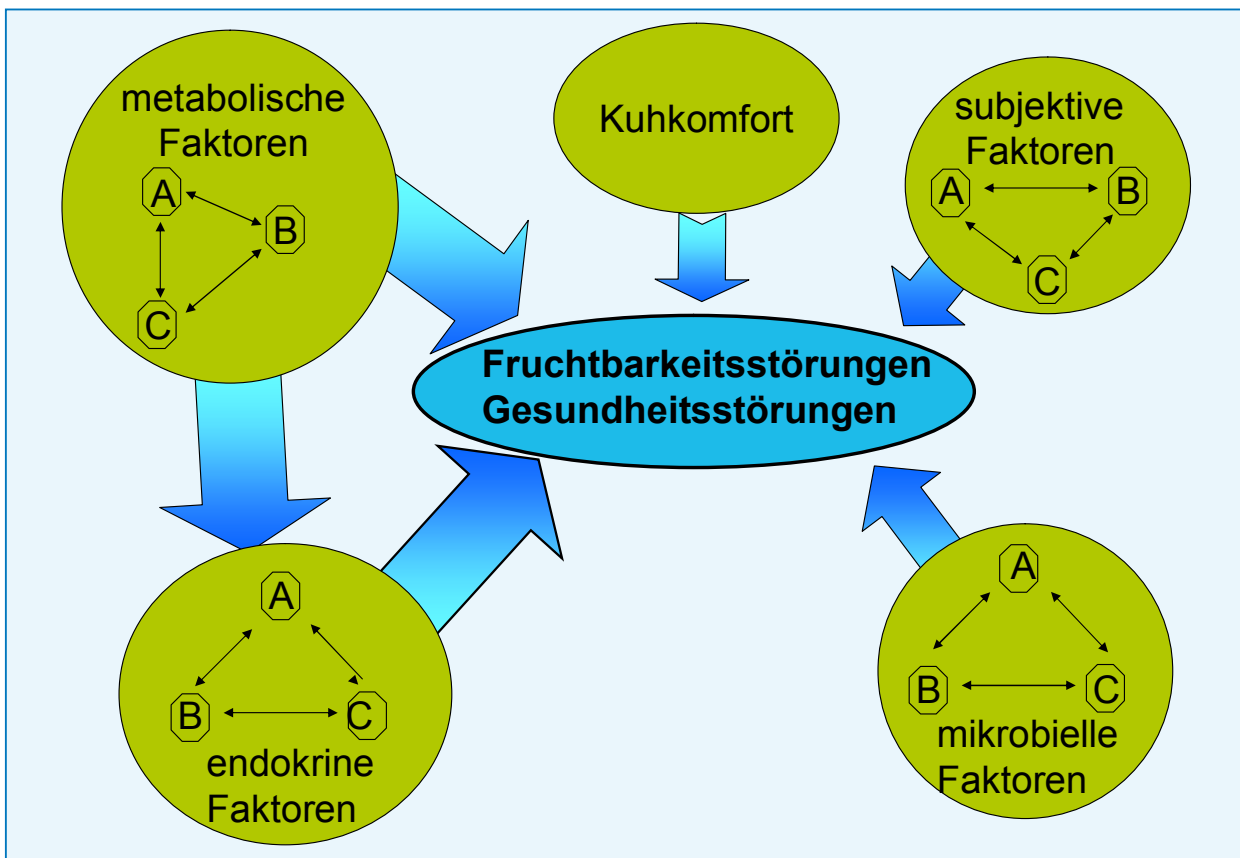 metabolische
Faktoren
A
B
C
Kuhkomfort
subjektive
Faktoren
A
B
C
Fruchtbarkeitsstörungen
Gesundheitsstörungen
A
B
C
endokrine
Faktoren
A
B
C
mikrobielle
Faktoren